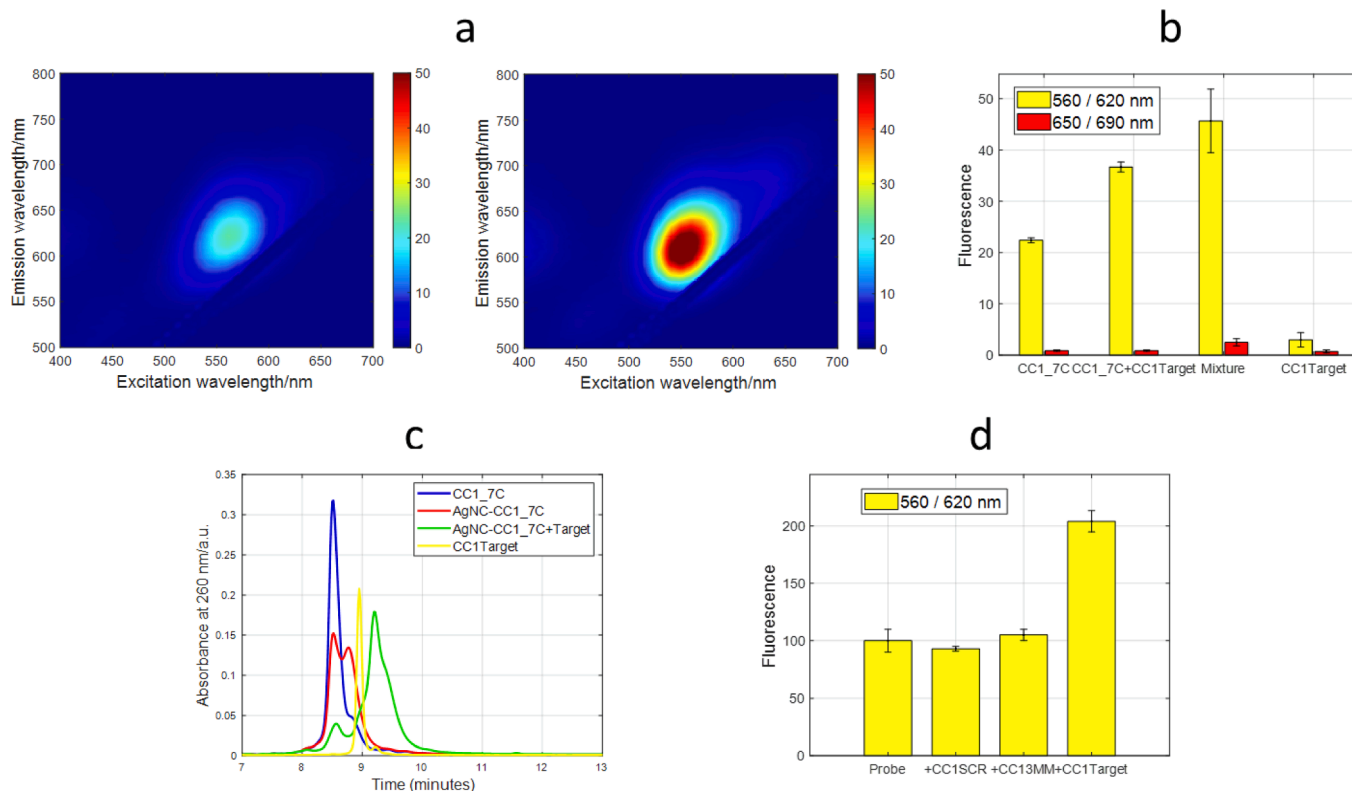 a
b
800
750
700
650
600
550
500
400
450
500
550
600
650
700
Emission wavelength/nm
Excitation wavelength/nm
50
40
30
20
10
0
800
750
700
650
600
550
500
400
450
500
550
600
650
700
Emission wavelength/nm
Excitation wavelength/nm
50
40
30
20
10
0
560 / 620 nm
650 / 690 nm
50
40
30
20
10
0
Fluorescence
CC1_7C
CC1_7C+CC1Target
Mixture
CC1Target
c
d
0.35
0.3
0.25
0.2
0.15
0.1
0.05
0
Absorbance at 260 nm/a.u.
CC1_7C
AgNC-CC1_7C
AgNC-CC1_7C+Target
CC1Target
7
8
9
10
11
12
13
Time (minutes)
560 / 620 nm
200
150
100
50
0
Fluorescence
Probe
+CC1SCR
+CC13MM
+CC1Target